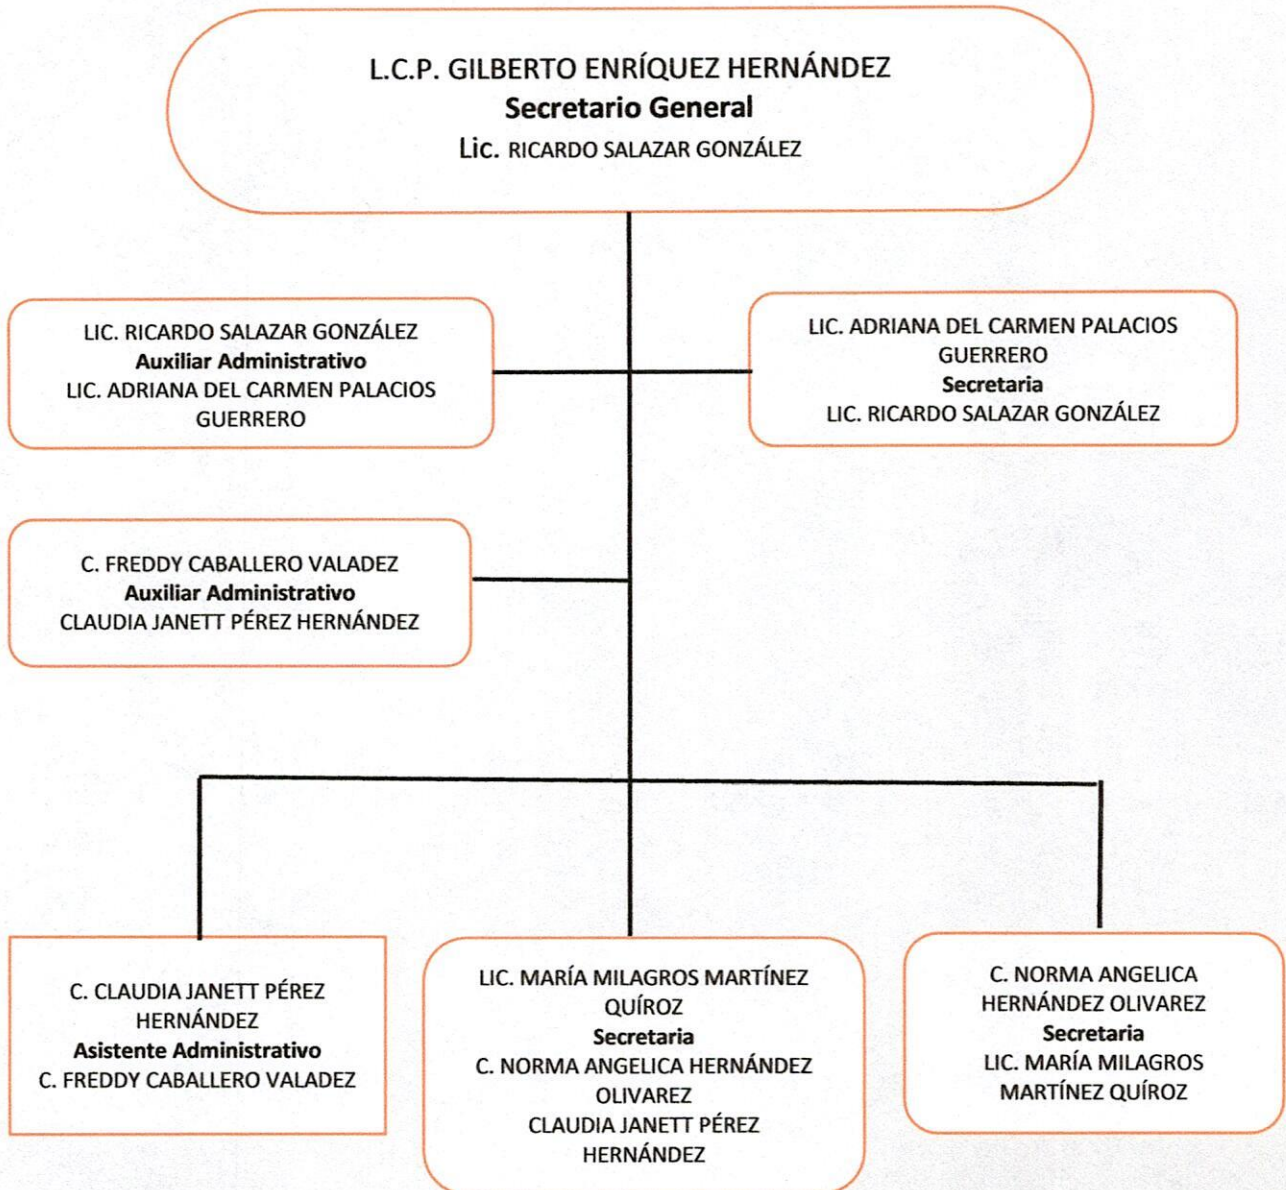 L.C.P. GILBERTO ENRÍQUEZ HERNÁNDEZ
Secretario General
Lic. RICARDO SALAZAR GONZÁLEZ
LIC. RICARDO SALAZAR GONZÁLEZ
Auxiliar Administrativo
LIC. ADRIANA DEL CARMEN PALACIOS
GUERRERO
LIC. ADRIANA DEL CARMEN PALACIOS
GUERRERO
Secretaria
LIC. RICARDO SALAZAR GONZÁLEZ
C. FREDDY CABALLERO VALADEZ
Auxiliar Administrativo
CLAUDIA JANETT PÉREZ HERNÁNDEZ
C. CLAUDIA JANETT PÉREZ
HERNÁNDEZ
Asistente Administrativo
C. FREDDY CABALLERO VALADEZ
LIC. MARÍA MILAGROS MARTÍNEZ
QUÍROZ
Secretaria
C. NORMA ANGELICA HERNÁNDEZ
OLIVAREZ
CLAUDIA JANETT PÉREZ
HERNÁNDEZ
C. NORMA ANGELICA
HERNÁNDEZ OLIVAREZ
Secretaria
LIC. MARÍA MILAGROS
MARTÍNEZ QUÍROZ